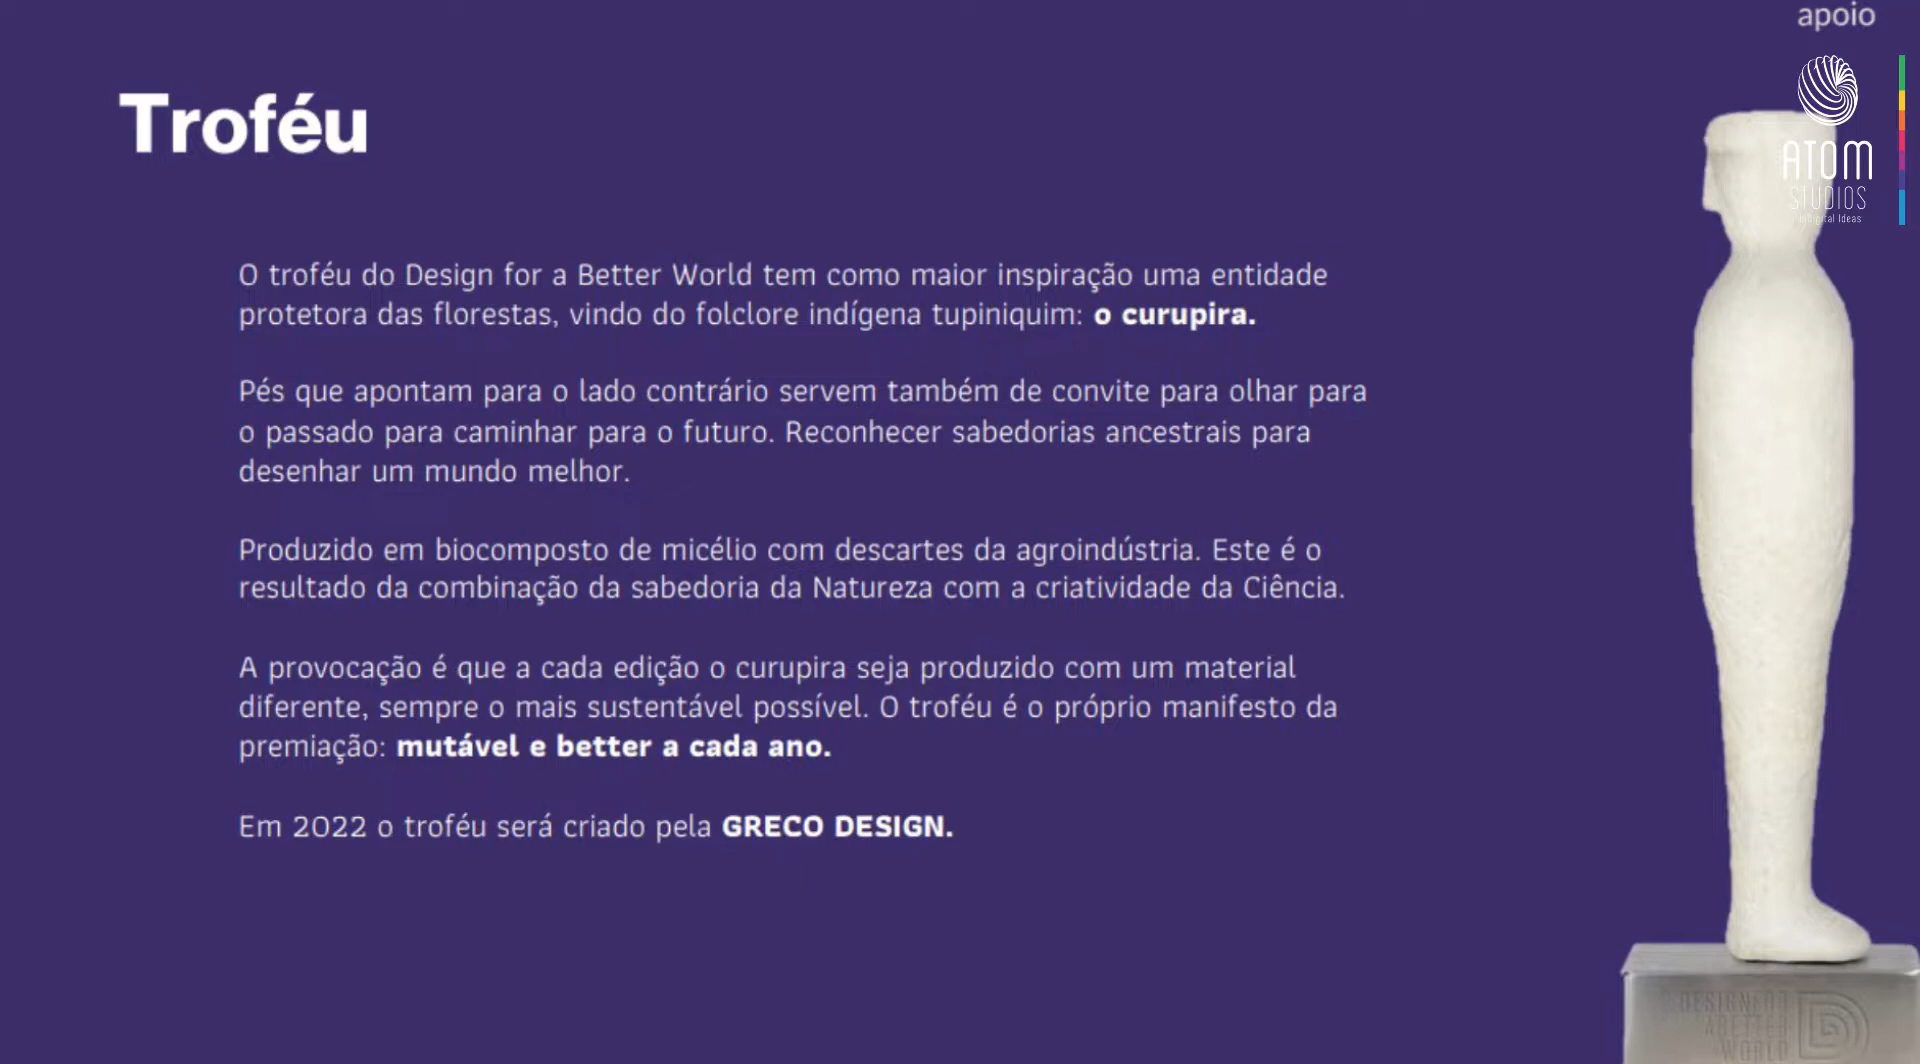 apoio
Troféu
ATOM
STUDIOS
O troféu do Design for a Better World tem como maior inspiração uma entidade
protetora das florestas, vindo do folclore indígena tupiniquim: o curupira.
Pés que apontam para o lado contrário servem também de convite para olhar para
o passado para caminhar para o futuro. Reconhecer sabedorias ancestrais para
desenhar um mundo melhor.
Produzido em biocomposto de micélio com descartes da agroindústria. Este é o
resultado da combinação da sabedoria da Natureza com a criatividade da Ciência.
A provocação é que a cada edição o curupira seja produzido com um material
diferente, sempre o mais sustentável possível. O troféu é o próprio manifesto da
premiação: mutável e better a cada ano.
Em 2022 o troféu será criado pela GRECO DESIGN.
DESIGN FOR
A BETTER
WORLD